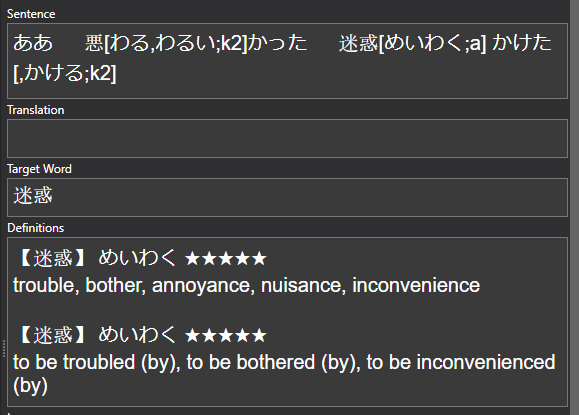 Sentence
ああ　 悪[わる,わるい;k2]かった　 迷惑[めいわく;a] かけた
[,かける;k2]
Translation
Target Word
迷惑
Definitions
【迷惑】 めいわく ★★★★★
trouble, bother, annoyance, nuisance, inconvenience
【迷惑】 めいわく ★★★★★
to be troubled (by), to be bothered (by), to be inconvenienced
(by)